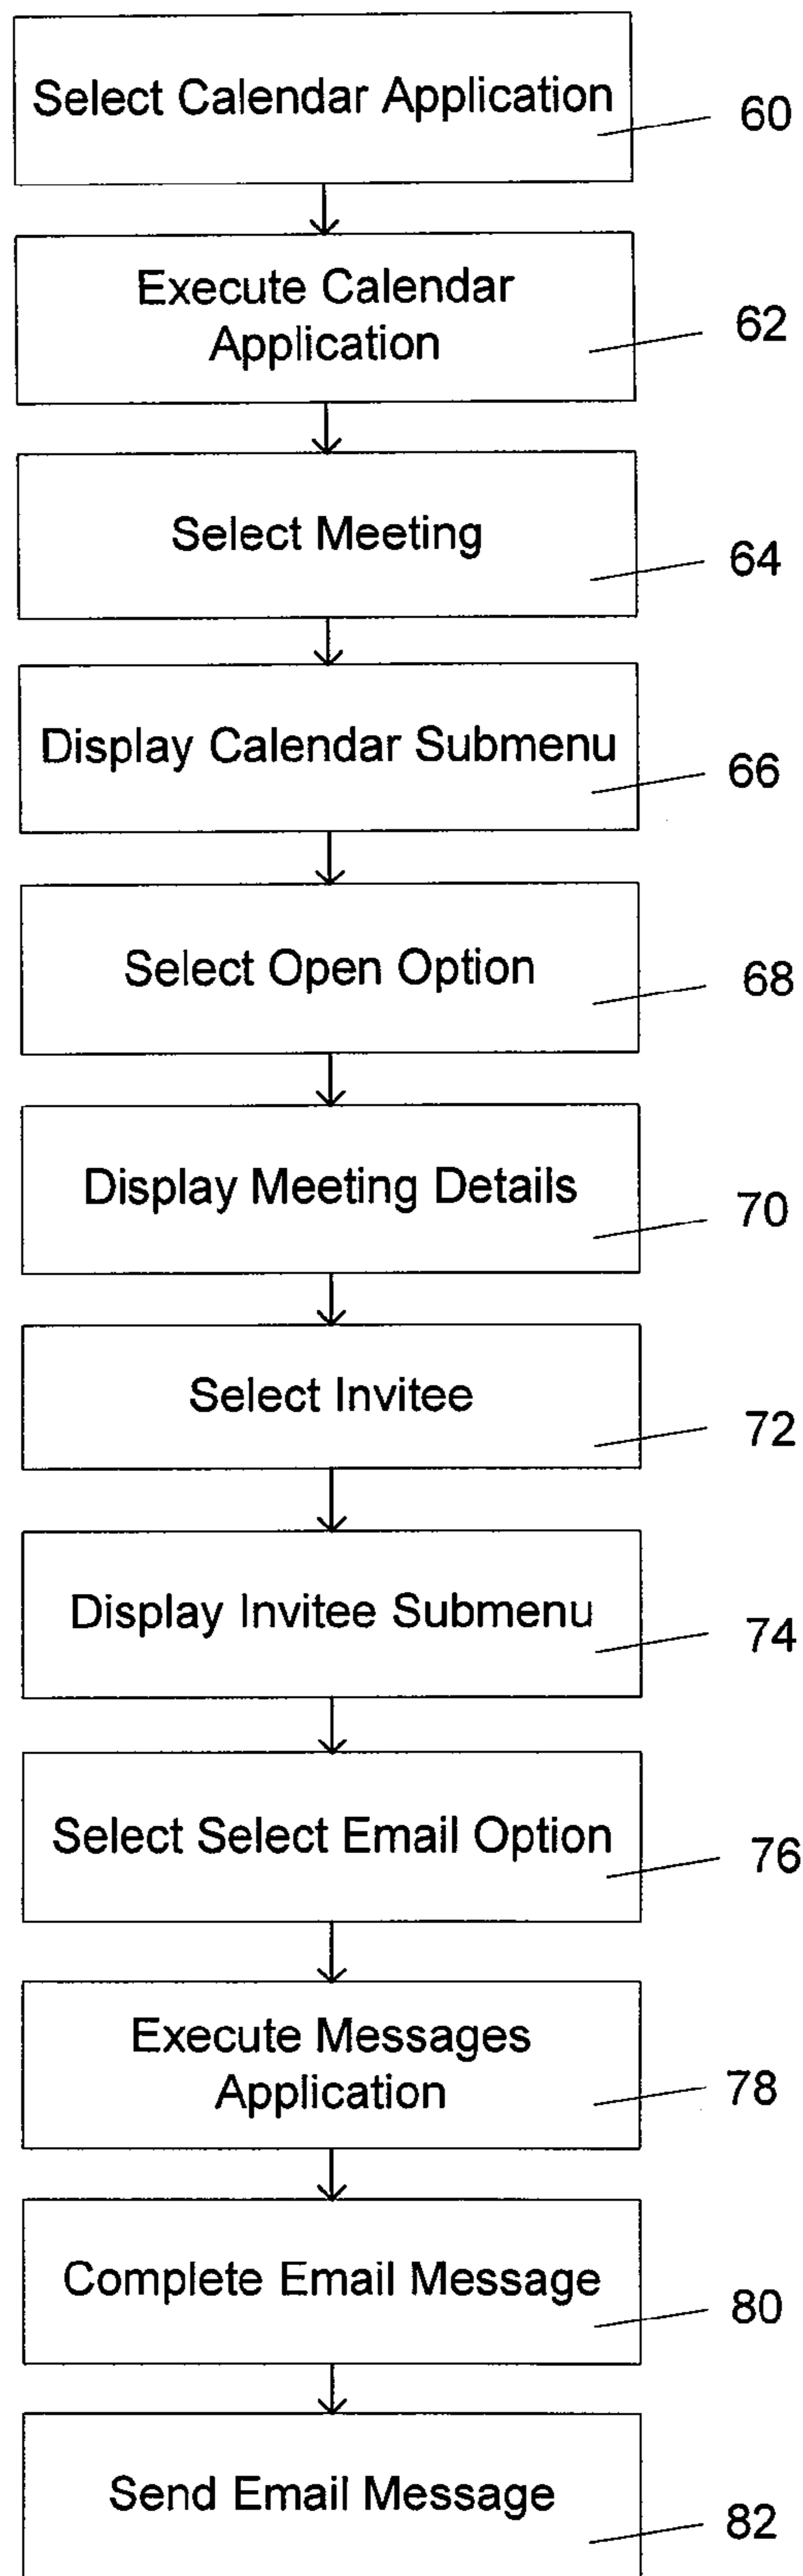 Select Calendar Application
60
Execute Calendar
Application
62
Select Meeting
64
Display Calendar Submenu
66
Select Open Option
68
Display Meeting Details
70
Select Invitee
72
Display Invitee Submenu
74
Select Select Email Option
76
Execute Messages
Application
78
Complete Email Message
80
Send Email Message
82